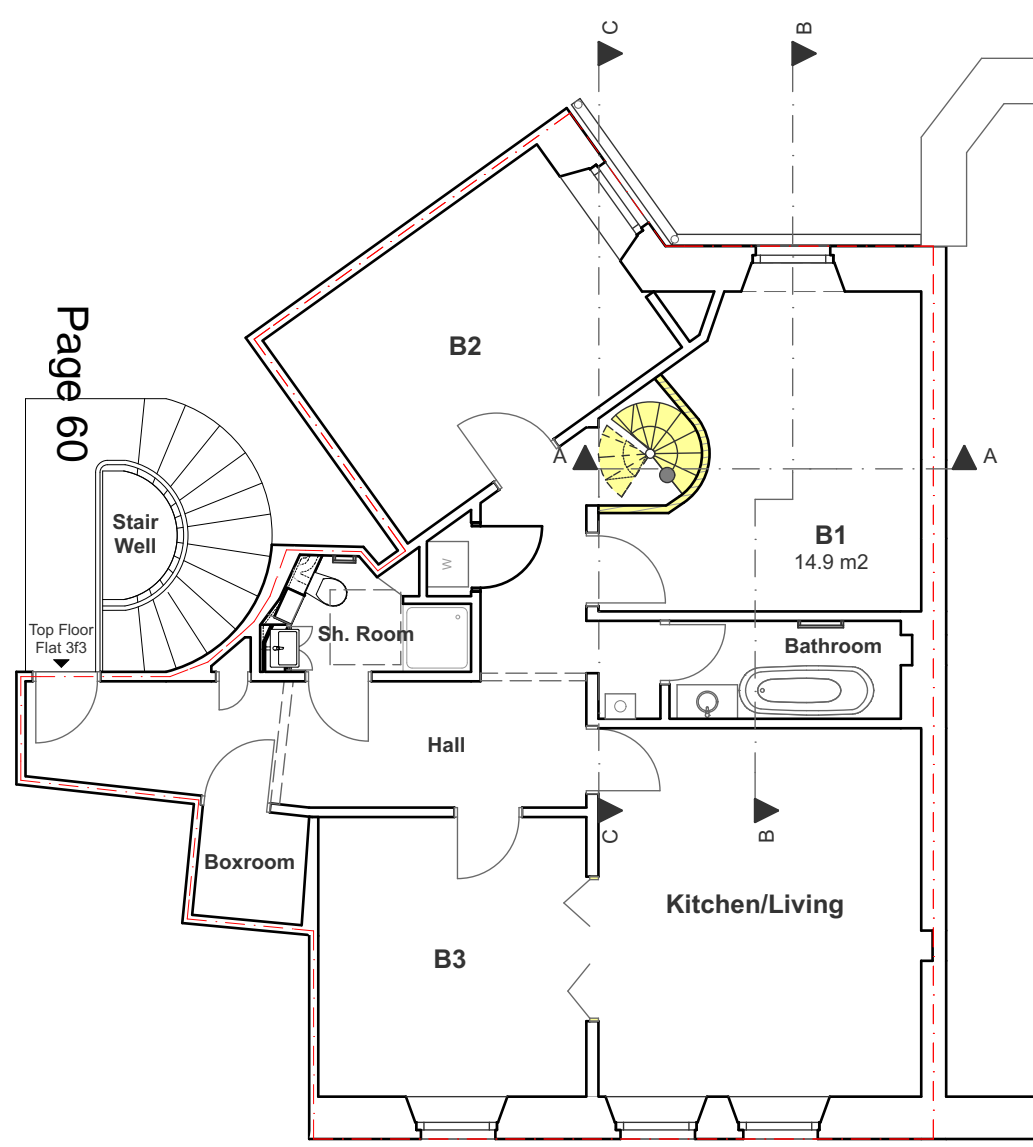 C
B
Page 60
B2
A
A
Stair
Well
B1
14.9 m2
W
Top Floor
Flat 3f3
Sh. Room
Bathroom
Hall
C
B
Boxroom
Kitchen/Living
B3